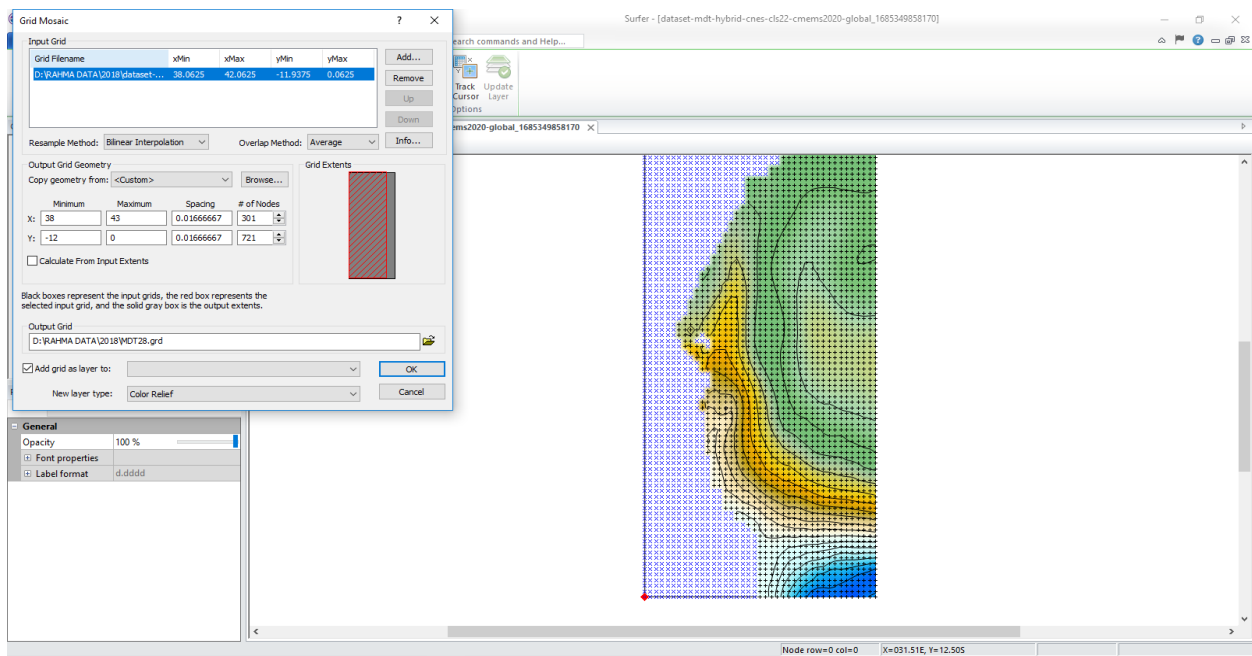 Grid Mosaic ? ×
Surfer - [dataset-mdt-hybrid-cnes-cls22-cmems2020-global_1685349858170]
Input Grid
earch commands and Help...
Grid Filename xMin xMax yMin yMax
D:\RAHMA DATA\2018\dataset-... 38.0625 42.0625 -11.9375 0.0625
Add...
Remove
Up
Down
Track Cursor
Update Layer
Options
ems2020-global_1685349858170 ×
Resample Method: Bilinear Interpolation Overlap Method: Average Info...
Output Grid Geometry
Grid Extents
Copy geometry from: <Custom> Browse...
Minimum Maximum Spacing # of Nodes
X: 38 43 0.01666667 301
Y: -12 0 0.01666667 721
Calculate From Input Extents
Black boxes represent the input grids, the red box represents the
selected input grid, and the solid gray box is the output extents.
Output Grid
D:\RAHMA DATA\2018\MDT28.grd
Add grid as layer to: OK
New layer type: Color Relief Cancel
General
Opacity 100 %
Font properties
Label format d.dddd
Node row=0 col=0 X=031.51E, Y=12.50S